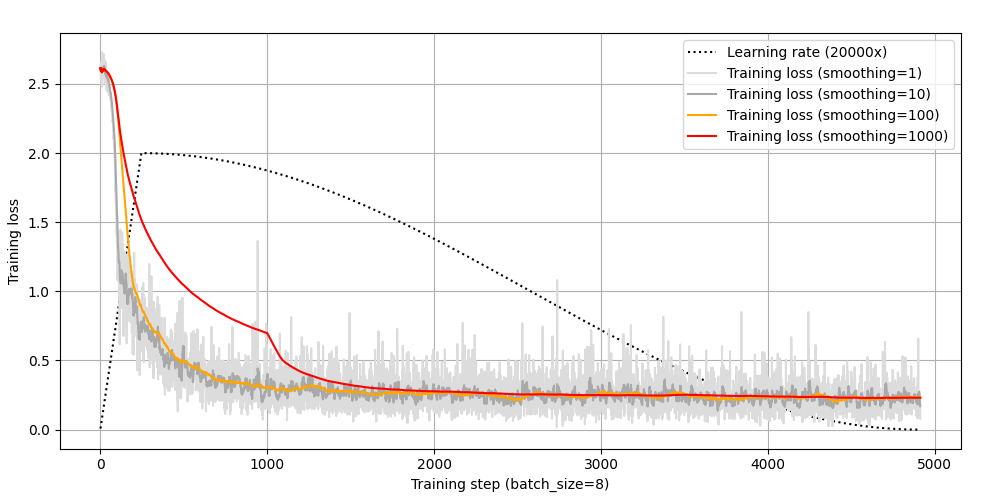 Learning rate (20000x)
Training loss (smoothing=1)
Training loss (smoothing=10)
Training loss (smoothing=100)
Training loss (smoothing=1000)
Training loss
2.5
2.0
1.5
1.0
0.5
0.0
0 1000 2000 3000 4000 5000
Training step (batch_size=8)